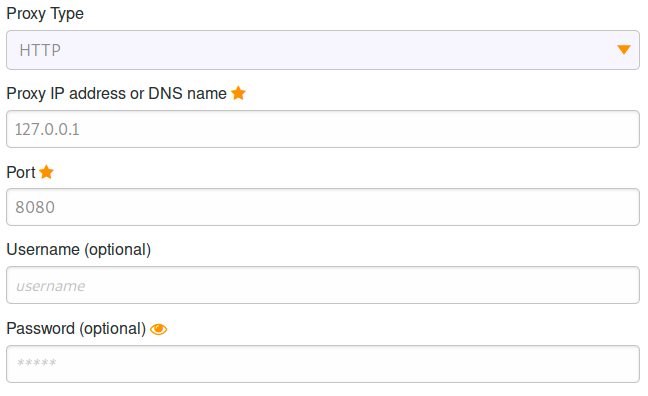 Proxy Type
HTTP
Proxy IP address or DNS name
127.0.0.1
Port
8080
Username (optional)
username
Password (optional)
*****